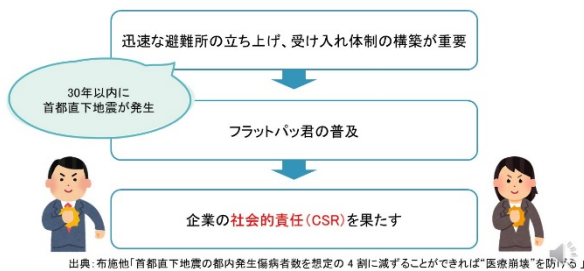 迅速な避難所の立ち上げ、受け入れ体制の構築が重要
30年以内に
首都直下地震が発生
フラットパッ君の普及
企業の社会的責任(CSR)を果たす
出典:布施他「首都直下地震の都内発生傷病者数を想定の４割に減ずることができれば“医療崩壊”を防げる」